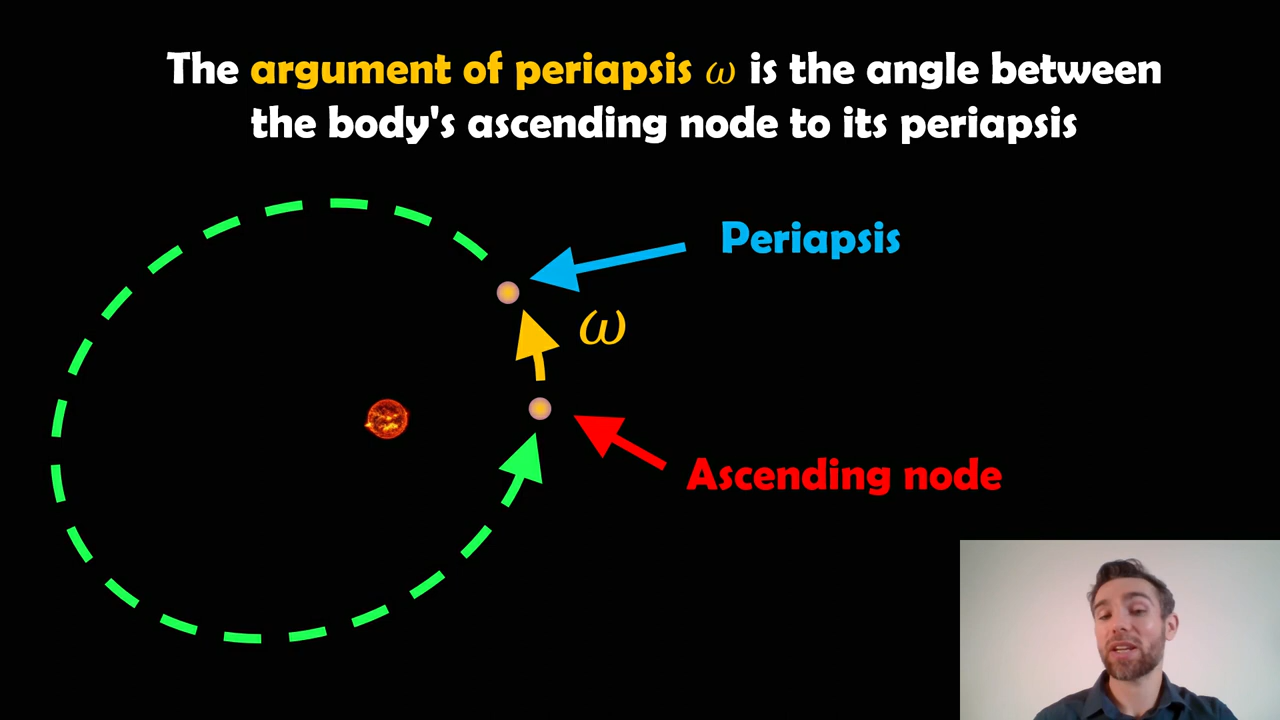 The argument of periapsis ω is the angle between
the body's ascending node to its periapsis
Periapsis
ω
Ascending node